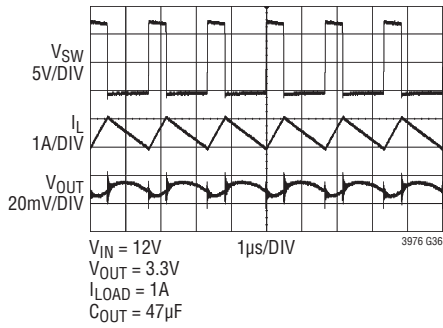 V_SW
5V/DIV
I_L
1A/DIV
V_OUT
20mV/DIV
V_IN = 12V
V_OUT = 3.3V
I_LOAD = 1A
C_OUT = 47µF
1µs/DIV
3976 G36